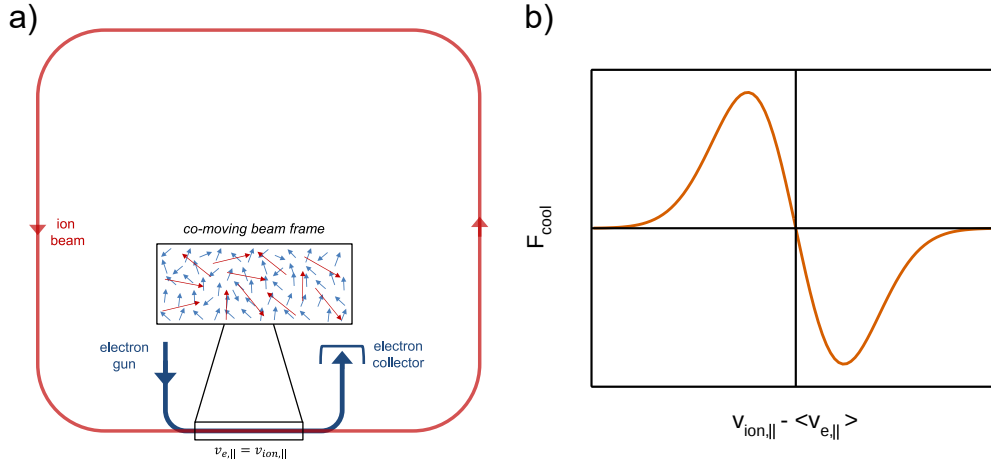 a)
ion
beam
co-moving beam frame
electron
gun
electron
collector
v_e,|| = v_ion,||
b)
F_cool
v_ion,|| - <v_e,||>